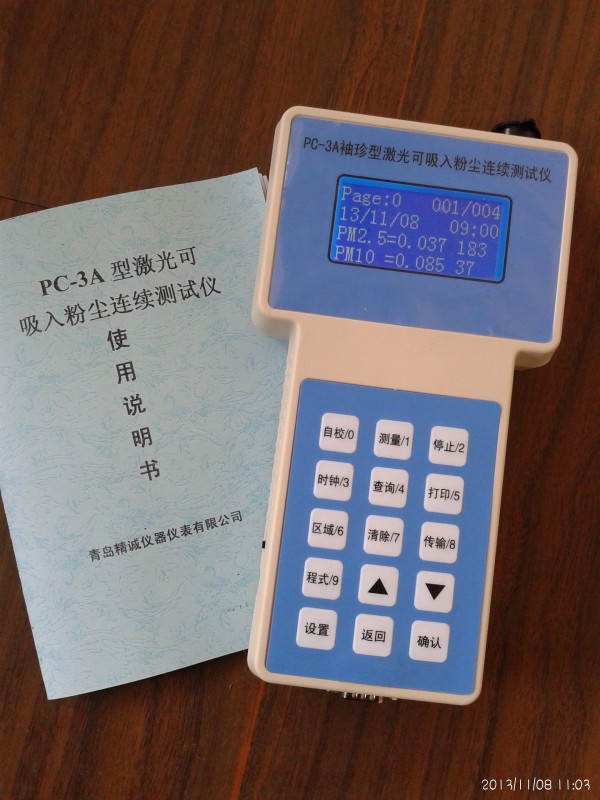 PC-3A袖珍型激光可吸入粉尘连续测试仪
Page:0 001/004
13/11/08 09:00
PM2.5=0.037 183
PM10 =0.085 37
自校/0 测量/1 停止/2
时钟/3 查询/4 打印/5
区域/6 清除/7 传输/8
程式/9 ▲ ▼
设置 返回 确认
PC-3A 型激光可
吸入粉尘连续测试仪
使
用
说
明
书
青岛精诚仪器仪表有限公司
2013/11/08 11:03